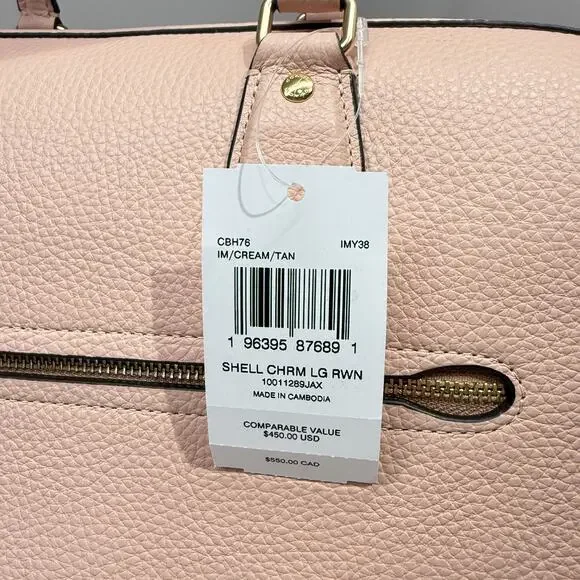 CBH76 IMY38
IM/CREAM/TAN
1 96395 87689 1
SHELL CHRM LG RWN
10011289JAX
MADE IN CAMBODIA
COMPARABLE VALUE
$450.00 USD
$550.00 CAD